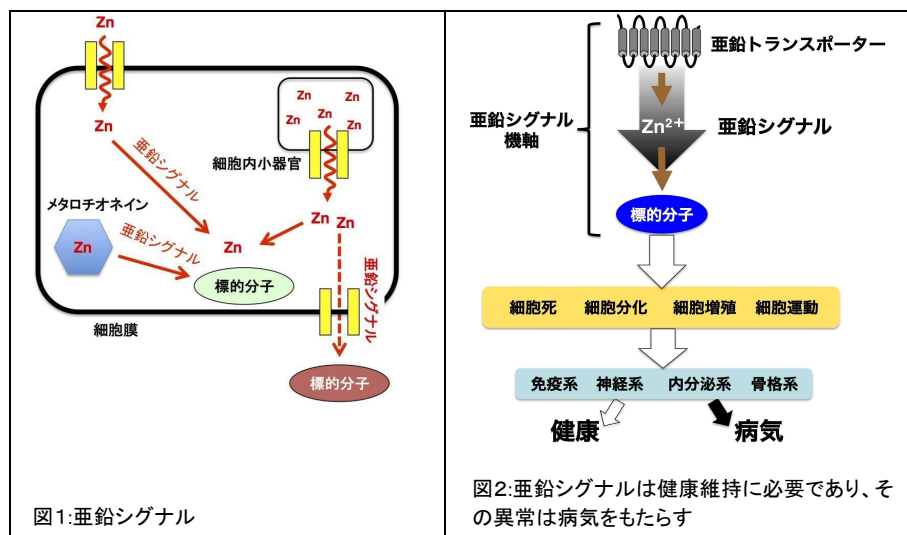 Zn
Zn
亜鉛シグナル
Zn
Zn
Zn
Zn
Zn
細胞内小器官
メタロチオネイン
Zn
亜鉛シグナル
Zn
Zn
Zn
標的分子
亜鉛シグナル
細胞膜
標的分子
図1:亜鉛シグナル
亜鉛トランスポーター
亜鉛シグナル
機軸
Zn²⁺
亜鉛シグナル
標的分子
細胞死 細胞分化 細胞増殖 細胞運動
免疫系 神経系 内分泌系 骨格系
健康 病気
図2:亜鉛シグナルは健康維持に必要であり、そ
の異常は病気をもたらす